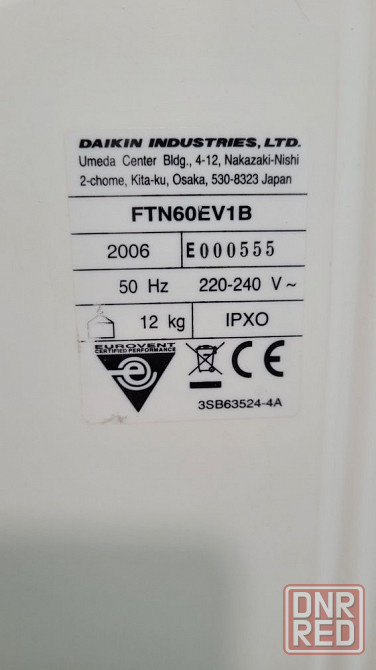 DAIKIN INDUSTRIES, LTD.
Umeda Center Bldg., 4-12, Nakazaki-Nishi
2-chome, Kita-ku, Osaka, 530-8323 Japan
FTN60EV1B
2006 E000555
50 Hz 220-240 V ~
12 kg IPXO
EUROVENT
CERTIFIED PERFORMANCE
CE
3SB63524-4A
DNR
RED